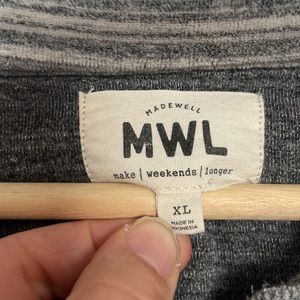 MADEWELL
MWL
make | weekends | longer
XL
MADE IN
INDONESIA